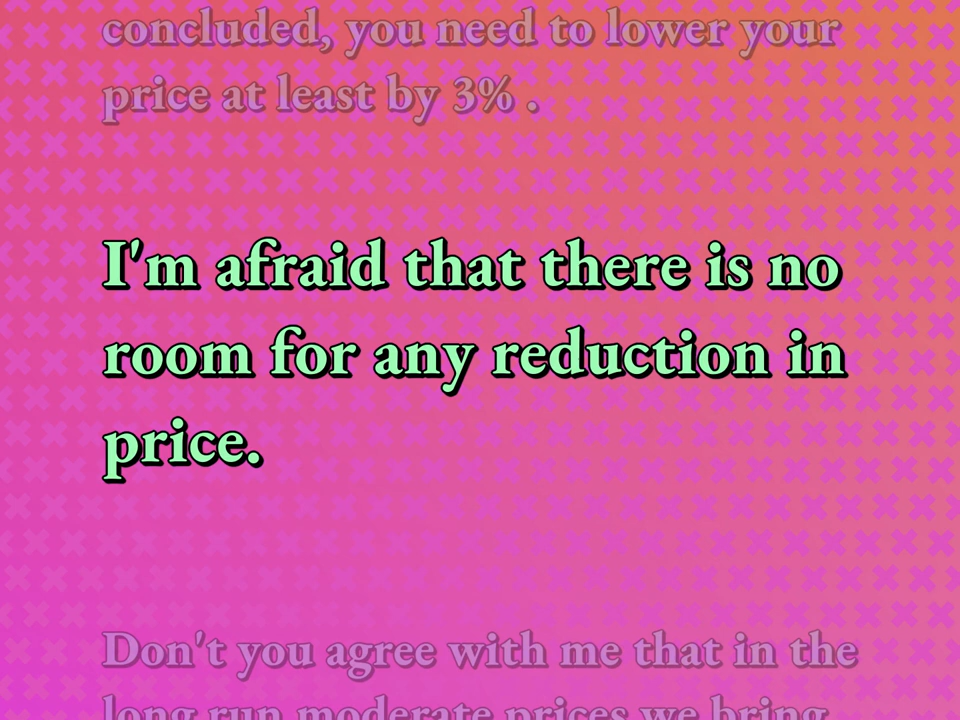 concluded, you need to lower your
price at least by 3% .
I'm afraid that there is no
room for any reduction in
price.
Don't you agree with me that in the
long run moderate prices we bring